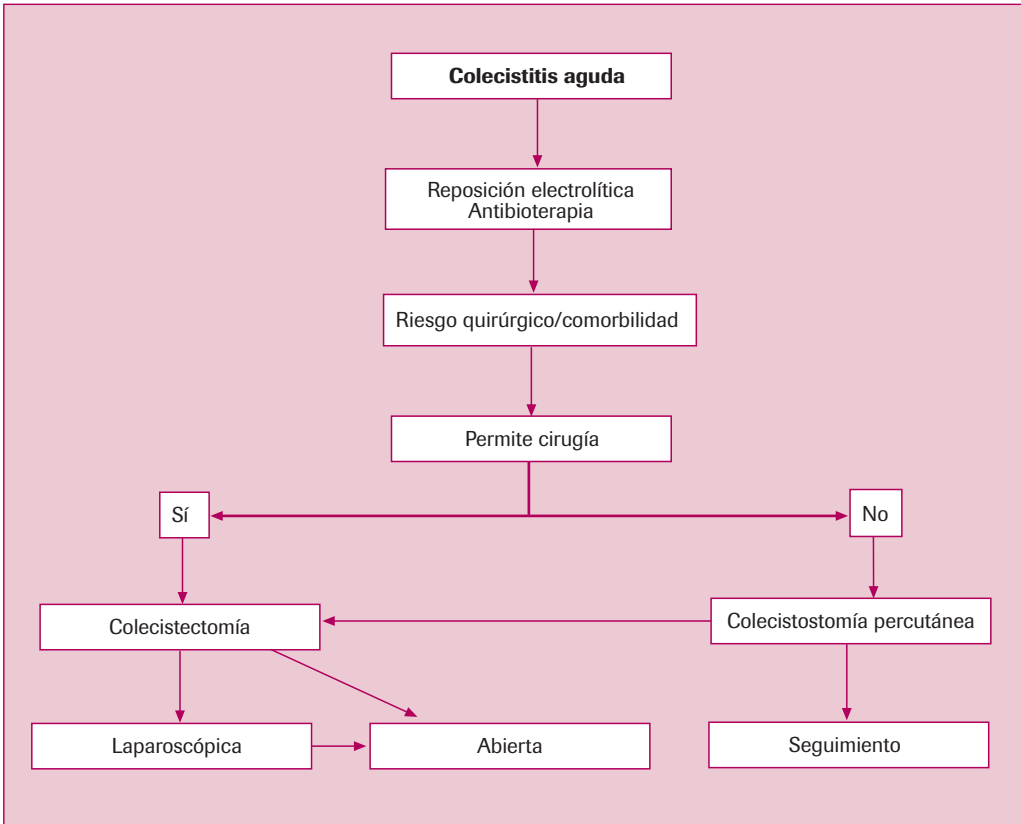 Colecistitis aguda
Reposición electrolítica
Antibioterapia
Riesgo quirúrgico/comorbilidad
Permite cirugía
Sí
No
Colecistectomía
Colecistostomía percutánea
Laparoscópica
Abierta
Seguimiento